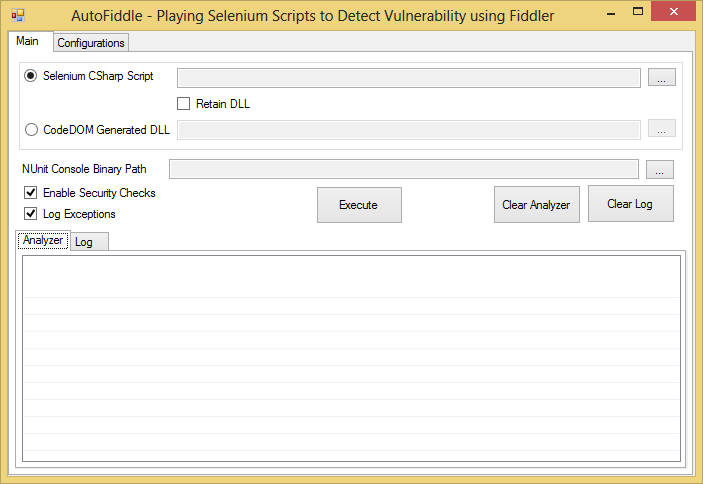 AutoFiddle - Playing Selenium Scripts to Detect Vulnerability using Fiddler
Main Configurations
Selenium CSharp Script ...
Retain DLL
CodeDOM Generated DLL ...
NUnit Console Binary Path ...
Enable Security Checks
Log Exceptions
Execute Clear Analyzer Clear Log
Analyzer Log